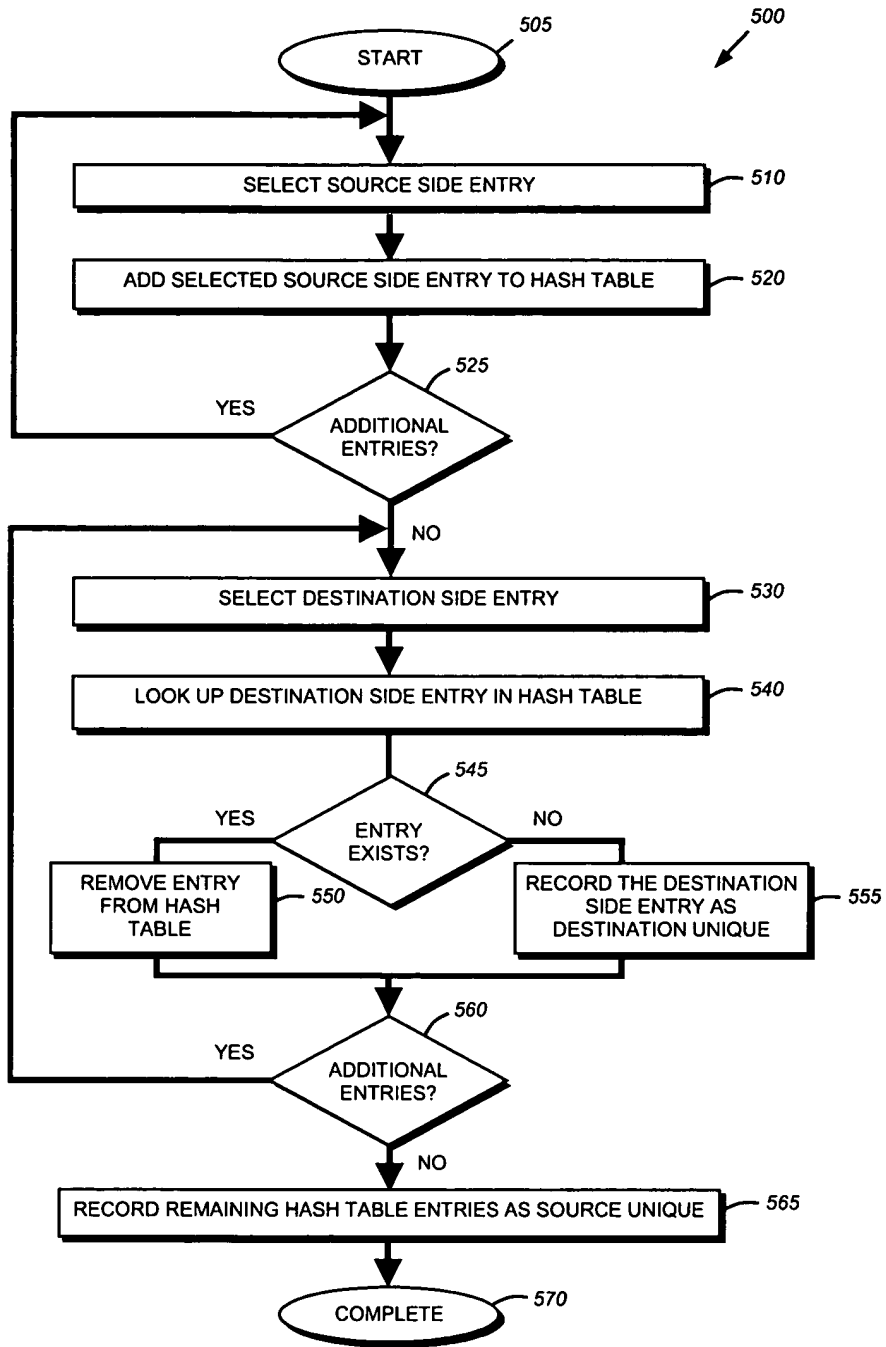 505
500
START
SELECT SOURCE SIDE ENTRY
510
ADD SELECTED SOURCE SIDE ENTRY TO HASH TABLE
520
525
YES
ADDITIONAL
ENTRIES?
NO
SELECT DESTINATION SIDE ENTRY
530
LOOK UP DESTINATION SIDE ENTRY IN HASH TABLE
540
545
YES
NO
ENTRY
EXISTS?
REMOVE ENTRY
FROM HASH
TABLE
550
RECORD THE DESTINATION
SIDE ENTRY AS
DESTINATION UNIQUE
555
560
YES
ADDITIONAL
ENTRIES?
NO
RECORD REMAINING HASH TABLE ENTRIES AS SOURCE UNIQUE
565
COMPLETE
570